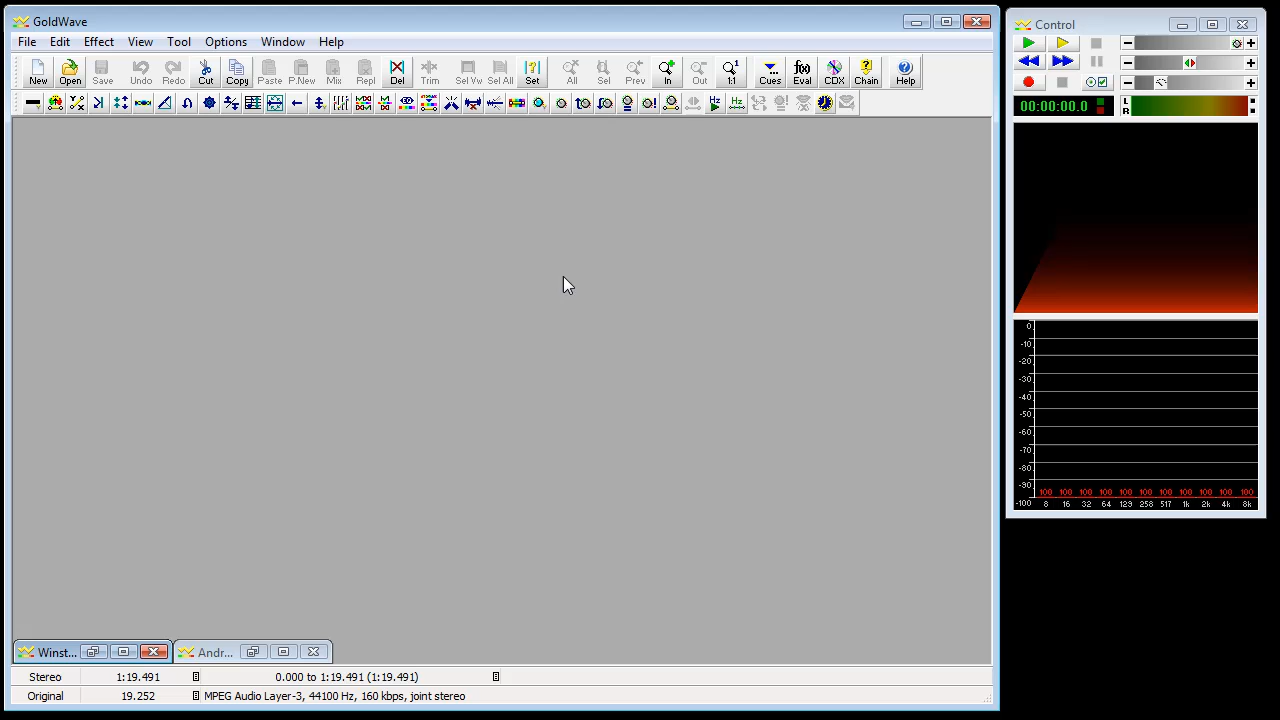 GoldWave
File Edit Effect View Tool Options Window Help
New Open Save Undo Redo Cut Copy Paste P.New Mix Repl Del Trim Sel Vw Sel All Set All Sel Prev In Out 1:1 Cues Eval CDX Chain Help
Winst... Andr...
Stereo 1:19.491 0.000 to 1:19.491 (1:19.491)
Original 19.252 MPEG Audio Layer-3, 44100 Hz, 160 kbps, joint stereo
Control
00:00:00.0 L R
0
-10
-20
-30
-40
-50
-60
-70
-80
-90
100 100 100 100 100 100 100 100 100 100 100
-100 8 16 32 64 129 258 517 1k 2k 4k 8k